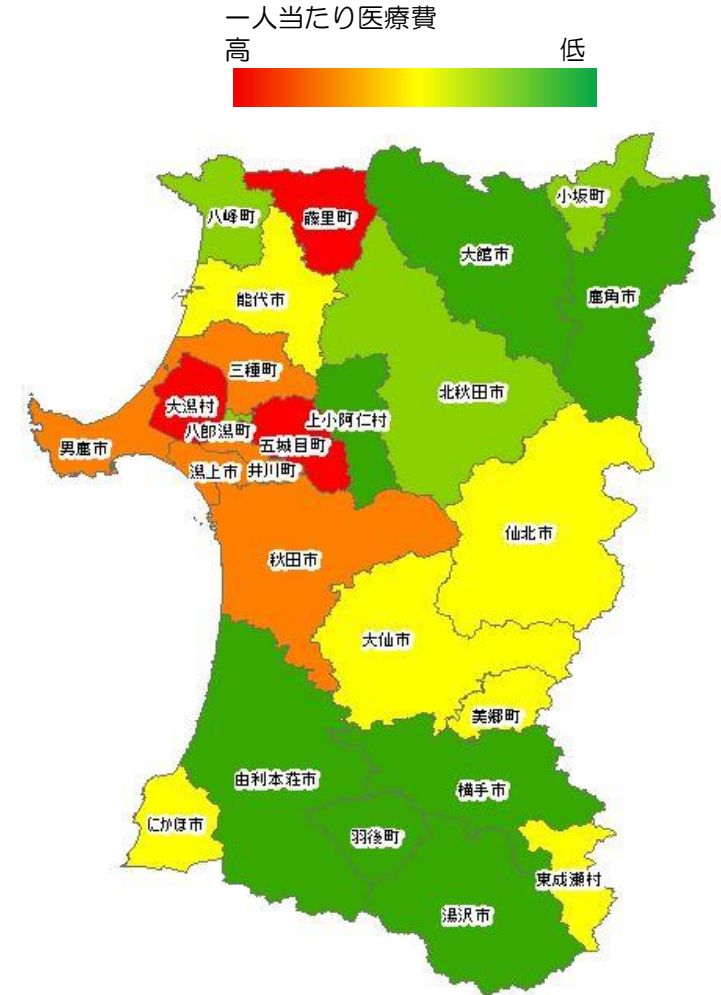 一人当たり医療費
高 低
小坂町
八峰町 藤里町
大館市
鹿角市
能代市
三種町
北秋田市
大潟村
上小阿仁村
八郎潟町
五城目町
男鹿市
潟上市 井川町
仙北市
秋田市
大仙市
美郷町
由利本荘市
横手市
にかほ市
羽後町
東成瀬村
湯沢市